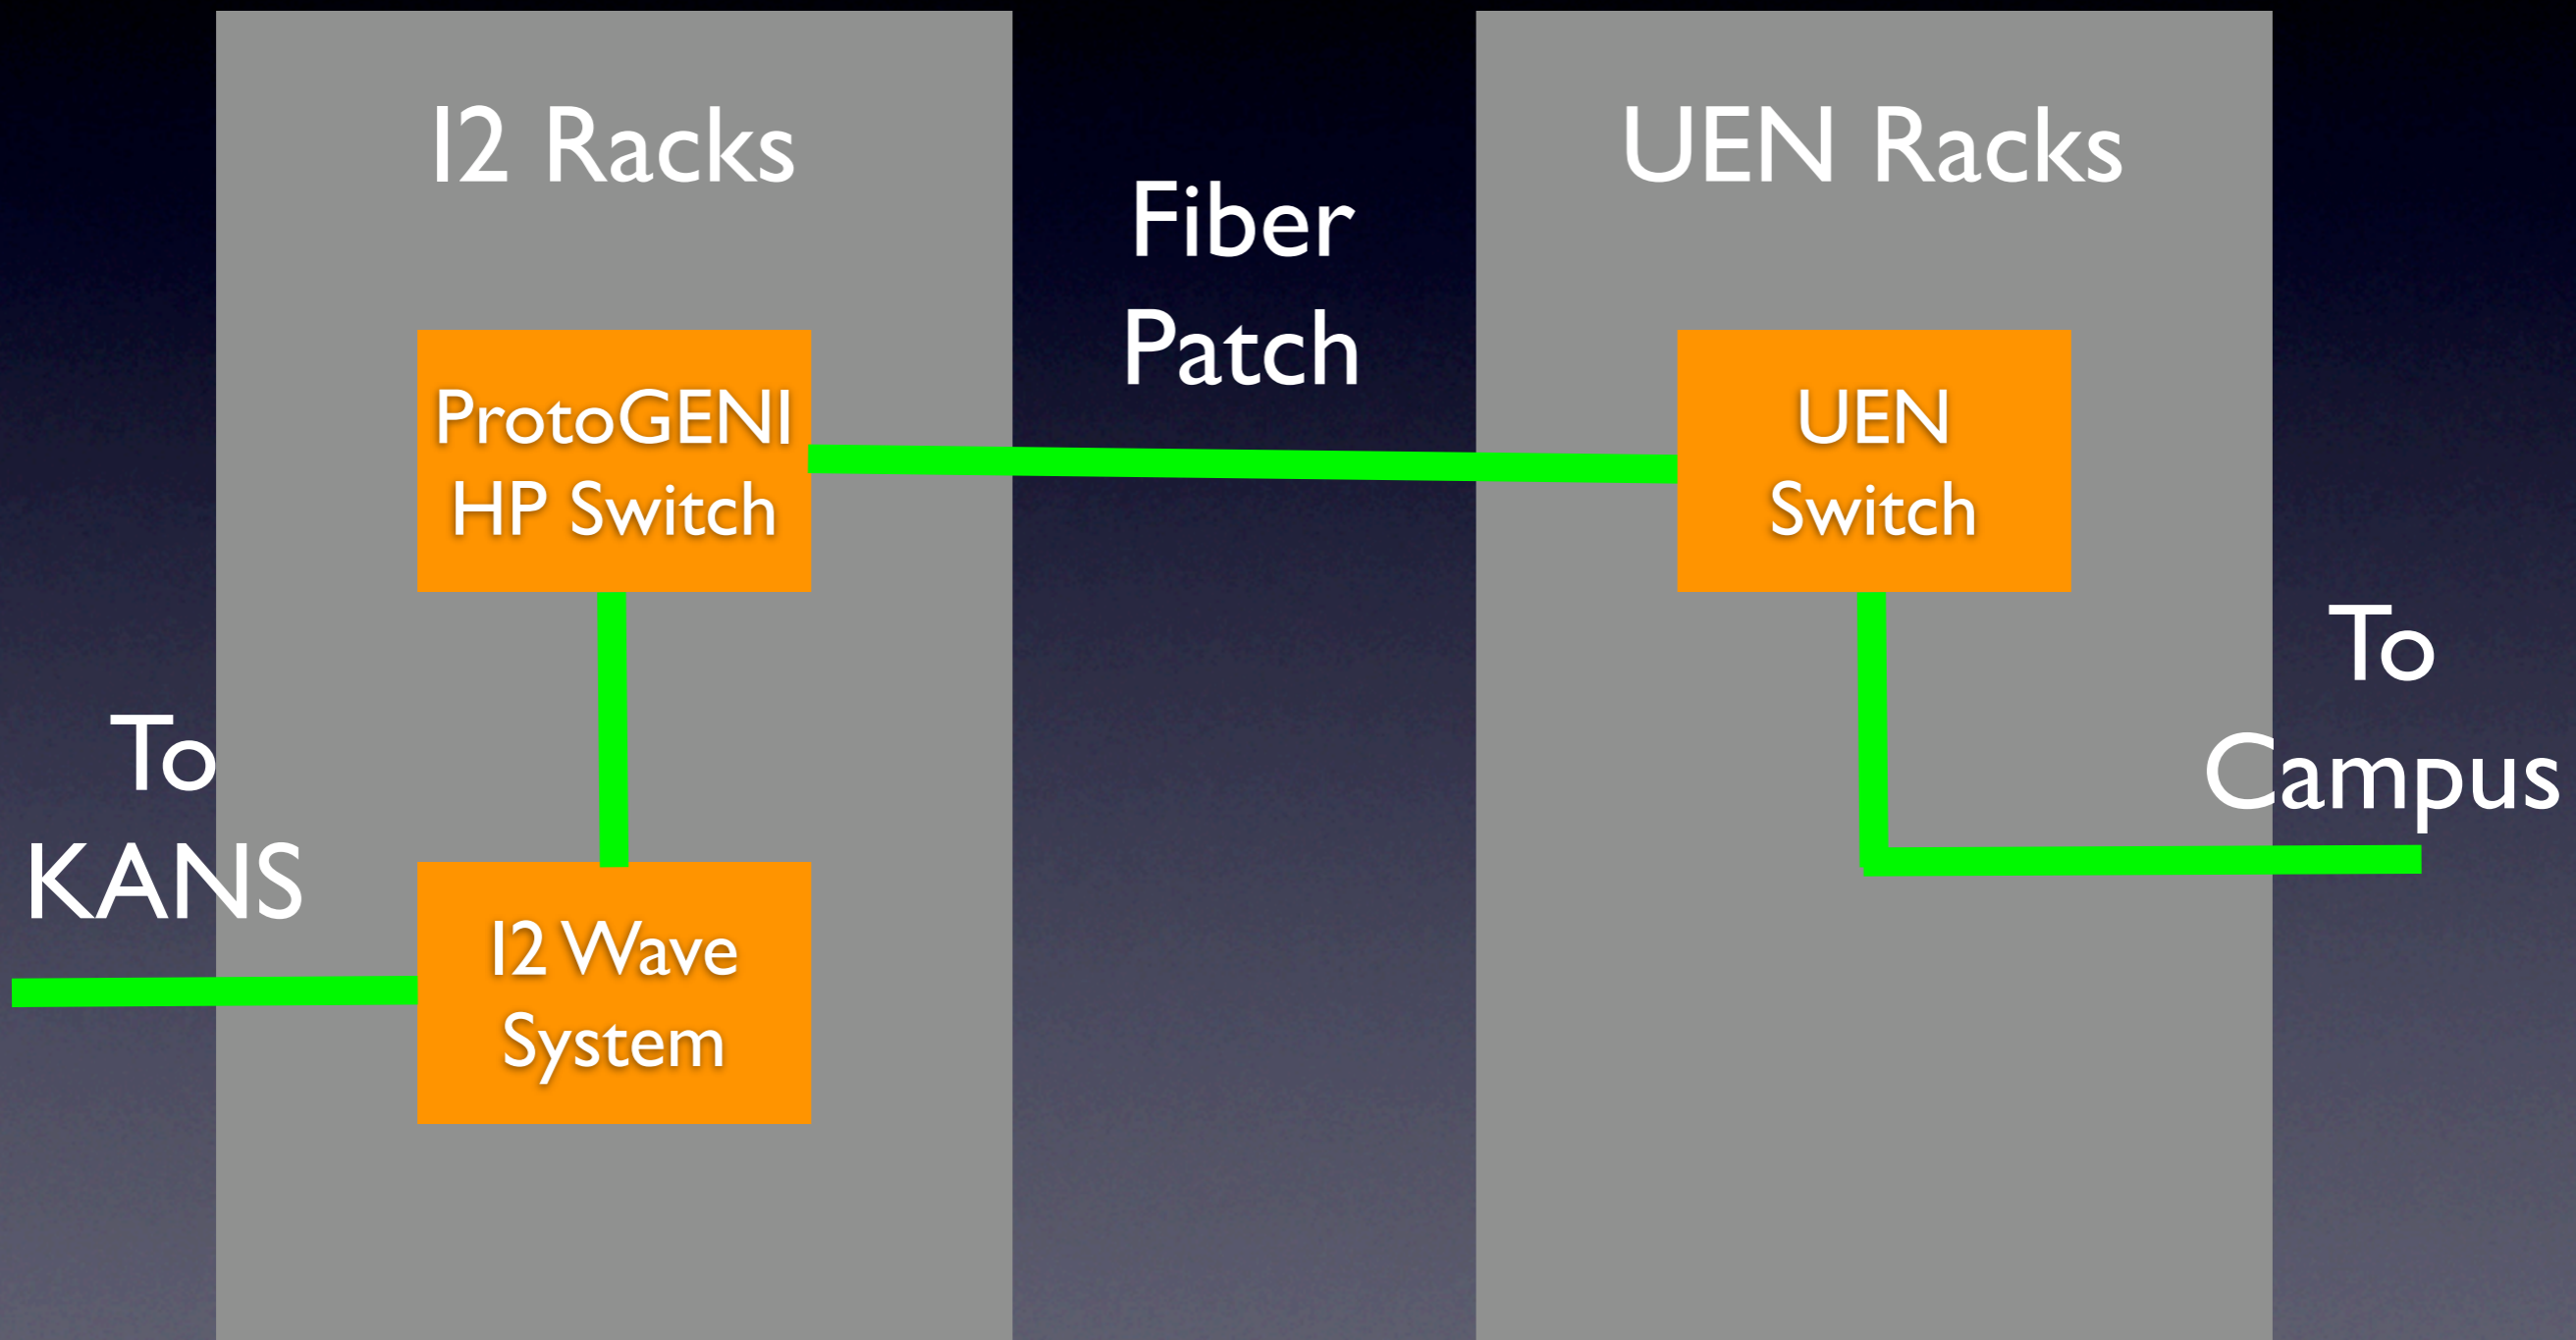 I2 Racks
UEN Racks
Fiber
Patch
ProtoGENI
HP Switch
UEN
Switch
To
Campus
To
KANS
I2 Wave
System